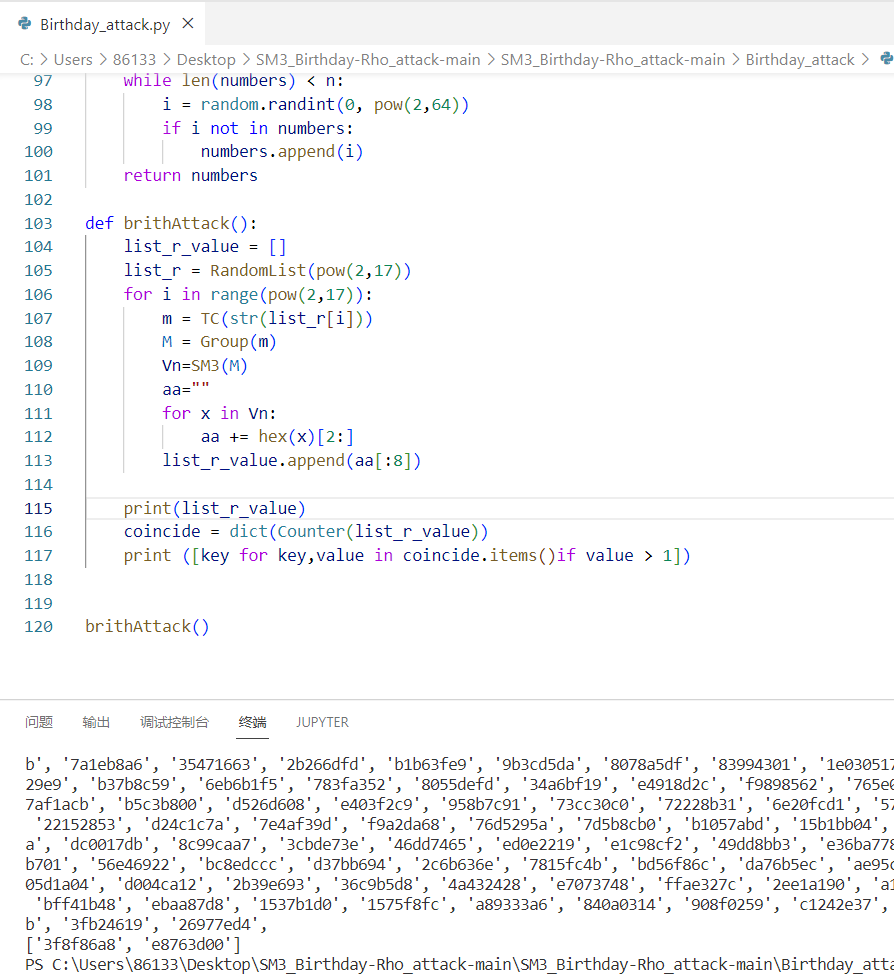 Birthday_attack.py ×
C: > Users > 86133 > Desktop > SM3_Birthday-Rho_attack-main > SM3_Birthday-Rho_attack-main > Birthday_attack >
97 while len(numbers) < n:
98 i = random.randint(0, pow(2,64))
99 if i not in numbers:
100 numbers.append(i)
101 return numbers
102
103 def brithAttack():
104 list_r_value = []
105 list_r = RandomList(pow(2,17))
106 for i in range(pow(2,17)):
107 m = TC(str(list_r[i]))
108 M = Group(m)
109 Vn=SM3(M)
110 aa=""
111 for x in Vn:
112 aa += hex(x)[2:]
113 list_r_value.append(aa[:8])
114
115 print(list_r_value)
116 coincide = dict(Counter(list_r_value))
117 print ([key for key,value in coincide.items()if value > 1])
118
119
120 brithAttack()
问题 输出 调试控制台 终端 JUPYTER
b', '7a1eb8a6', '35471663', '2b266dfd', 'b1b63fe9', '9b3cd5da', '8078a5df', '83994301', '1e030517
29e9', 'b37b8c59', '6eb6b1f5', '783fa352', '8055defd', '34a6bf19', 'e4918d2c', 'f9898562', '765e6
7af1acb', 'b5c3b800', 'd526d608', 'e403f2c9', '958b7c91', '73cc30c0', '72228b31', '6e20fcd1', '57
'22152853', 'd24c1c7a', '7e4af39d', 'f9a2da68', '76d5295a', '7d5b8cb0', 'b1057abd', '15b1bb04',
a', 'dc0017db', '8c99caa7', '3cbde73e', '46dd7465', 'ed0e2219', 'e1c98cf2', '49dd8bb3', 'e36ba778
b701', '56e46922', 'bc8edccc', 'd37bb694', '2c6b636e', '7815fc4b', 'bd56f86c', 'da76b5ec', 'ae95c
05d1a04', 'd004ca12', '2b39e693', '36c9b5d8', '4a432428', 'e7073748', 'ffae327c', '2ee1a190', 'a1
'bff41b48', 'ebaa87d8', '1537b1d0', '1575f8fc', 'a89333a6', '840a0314', '908f0259', 'c1242e37',
b', '3fb24619', '26977ed4',
['3f8f86a8', 'e8763d00']
PS C:\Users\86133\Desktop\SM3_Birthday-Rho_attack-main\SM3_Birthday-Rho_attack-main\Birthday_att